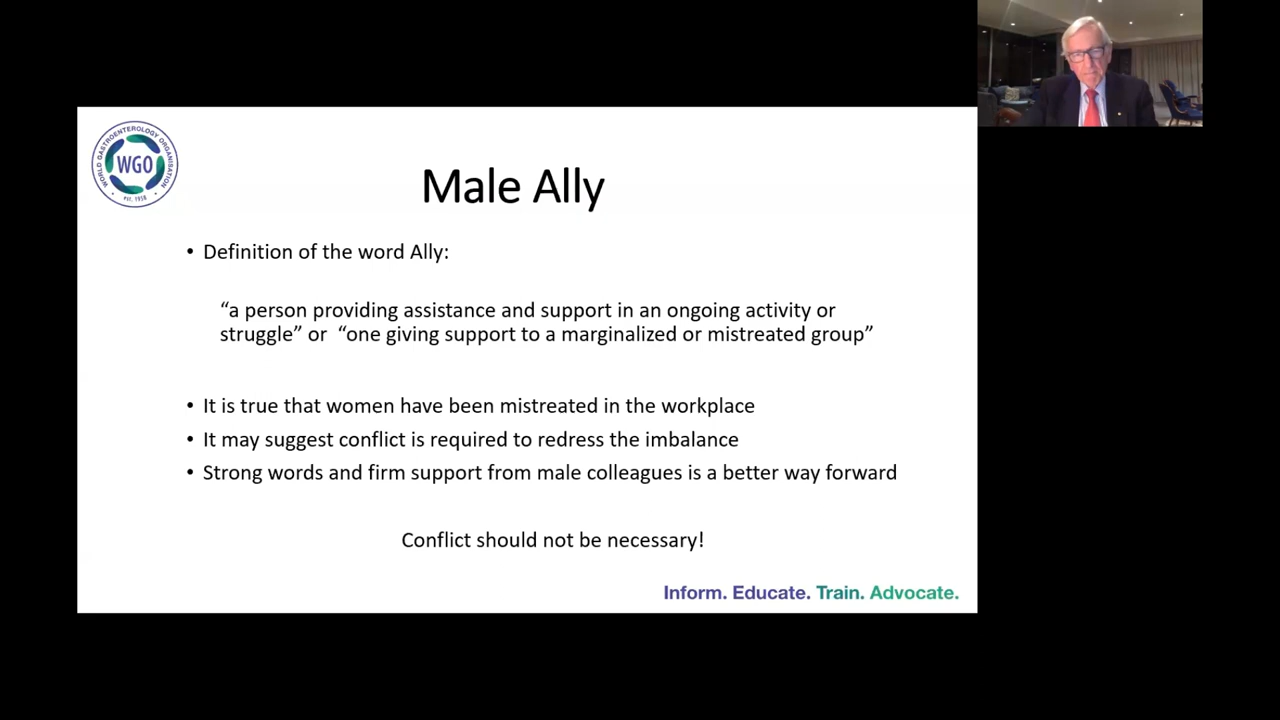 WORLD GASTROENTEROLOGY ORGANISATION
WGO
EST. 1958
Male Ally
• Definition of the word Ally:
“a person providing assistance and support in an ongoing activity or
struggle” or “one giving support to a marginalized or mistreated group”
• It is true that women have been mistreated in the workplace
• It may suggest conflict is required to redress the imbalance
• Strong words and firm support from male colleagues is a better way forward
Conflict should not be necessary!
Inform. Educate. Train. Advocate.